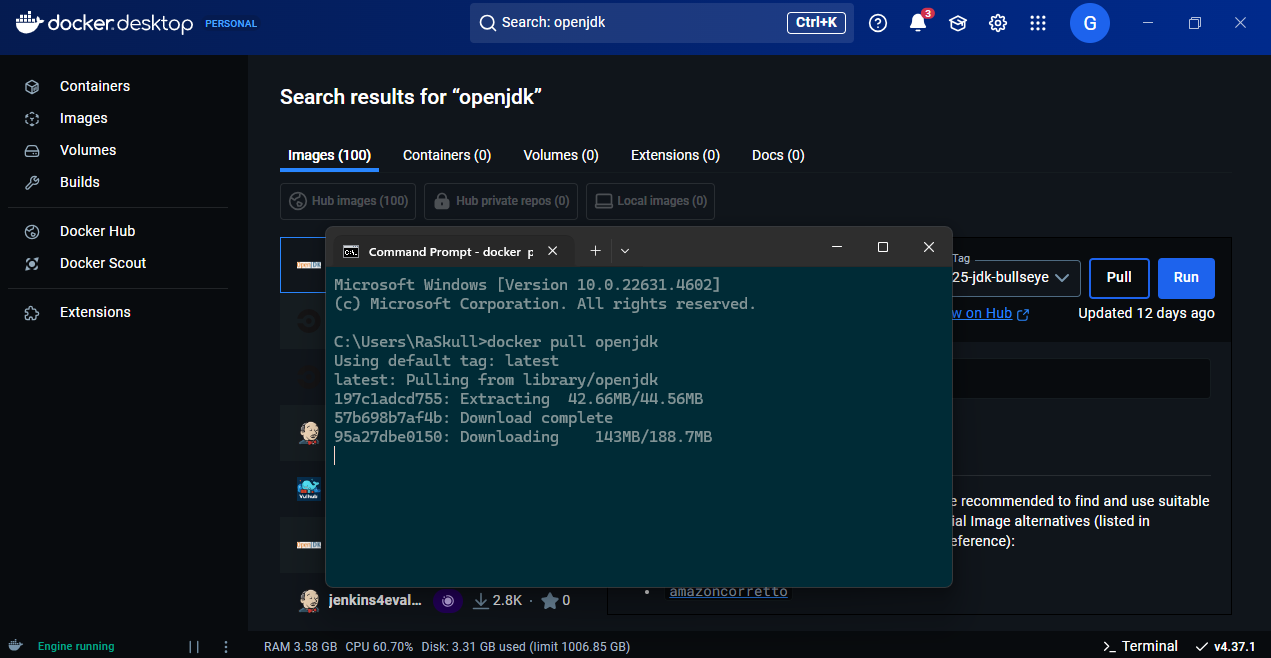 docker.desktop PERSONAL
Search: openjdk Ctrl+K
3
G
Containers
Images
Volumes
Builds
Docker Hub
Docker Scout
Extensions
Search results for “openjdk”
Images (100) Containers (0) Volumes (0) Extensions (0) Docs (0)
Hub images (100) Hub private repos (0) Local images (0)
Tag
25-jdk-bullseye Pull Run
w on Hub Updated 12 days ago
Command Prompt - docker p
Microsoft Windows [Version 10.0.22631.4602]
(c) Microsoft Corporation. All rights reserved.
C:\Users\RaSkull>docker pull openjdk
Using default tag: latest
latest: Pulling from library/openjdk
197c1adcd755: Extracting 42.66MB/44.56MB
57b698b7af4b: Download complete
95a27dbe0150: Downloading 143MB/188.7MB
Vulhub
e recommended to find and use suitable
ial Image alternatives (listed in
eference):
• amazoncorretto
jenkins4eval... 2.8K · 0
Engine running
RAM 3.58 GB CPU 60.70% Disk: 3.31 GB used (limit 1006.85 GB)
Terminal v4.37.1